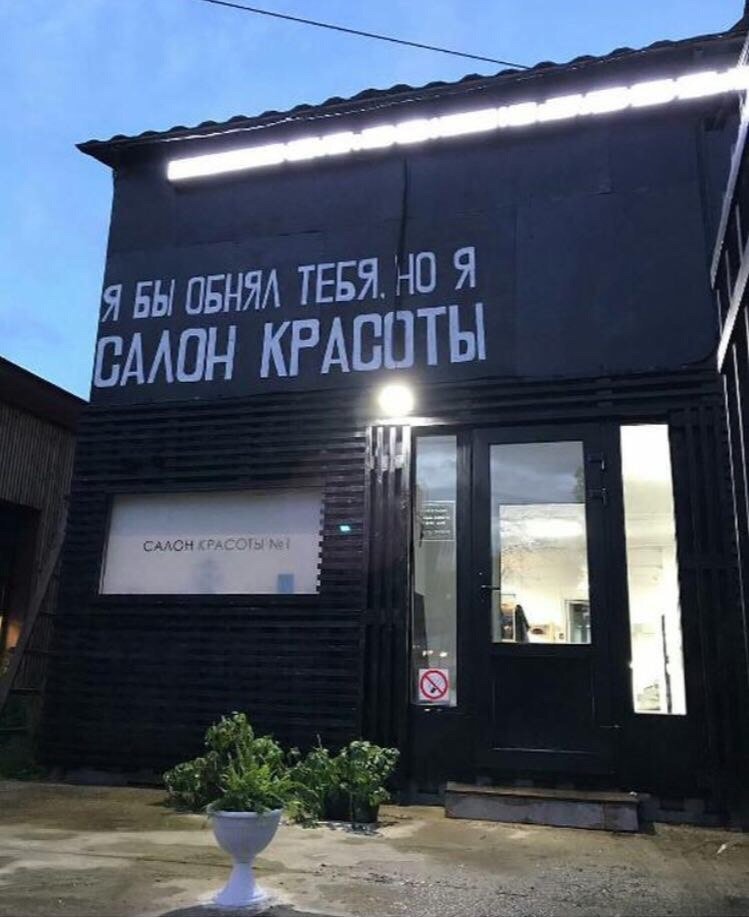 Я БЫ ОБНЯЛ ТЕБЯ, НО Я
САЛОН КРАСОТЫ
САЛОН КРАСОТЫ №1